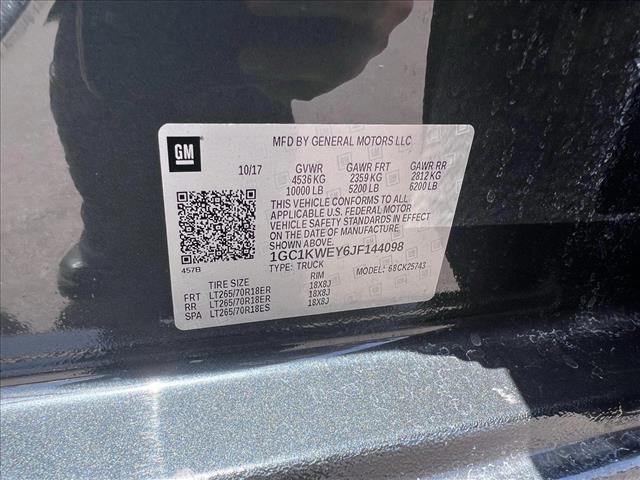 GM
MFD BY GENERAL MOTORS LLC
10/17 GVWR GAWR FRT GAWR RR
4536 KG 2359 KG 2812 KG
10000 LB 5200 LB 6200 LB
THIS VEHICLE CONFORMS TO ALL
APPLICABLE U.S. FEDERAL MOTOR
VEHICLE SAFETY STANDARDS IN EFFECT
ON THE DATE OF MANUFACTURE
SHOWN ABOVE.
1GC1KWEY6JF144098
457B TYPE: TRUCK MODEL: 68CK25743
TIRE SIZE RIM
FRT LT265/70R18ER 18X8J
RR LT265/70R18ER 18X8J
SPA LT265/70R18ES 18X8J